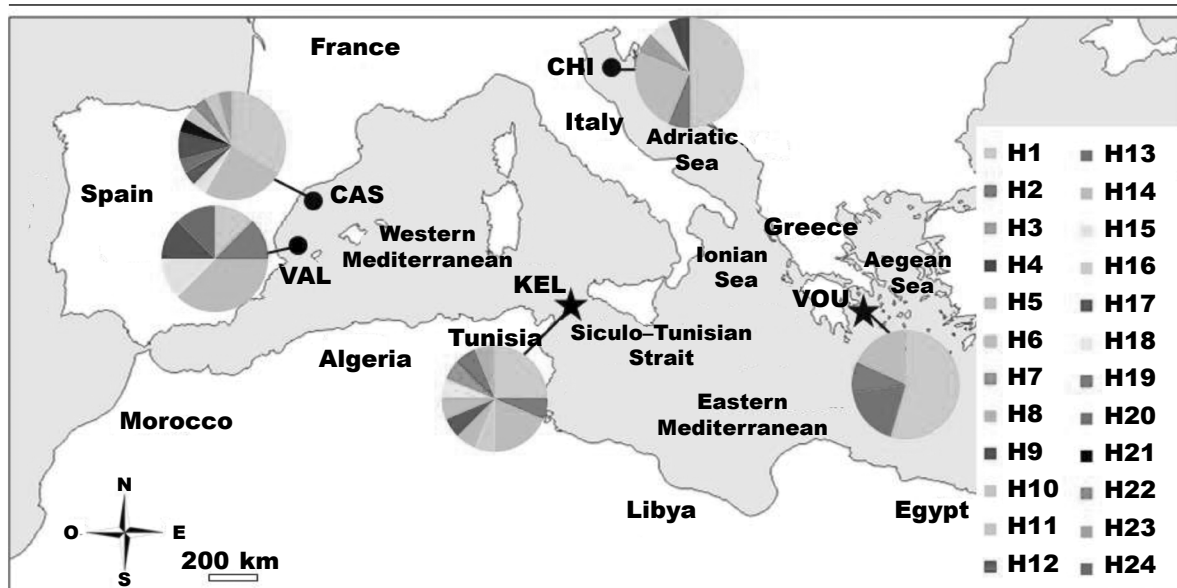 France
CHI
Italy
Adriatic
Sea
Spain
CAS
Greece
Western
Mediterranean
Ionian
Sea
Aegean
Sea
VAL
KEL
VOU
Tunisia
Siculo–Tunisian
Strait
Algeria
Eastern
Mediterranean
Morocco
Libya
Egypt
N
O E
S
200 km
H1
H2
H3
H4
H5
H6
H7
H8
H9
H10
H11
H12
H13
H14
H15
H16
H17
H18
H19
H20
H21
H22
H23
H24